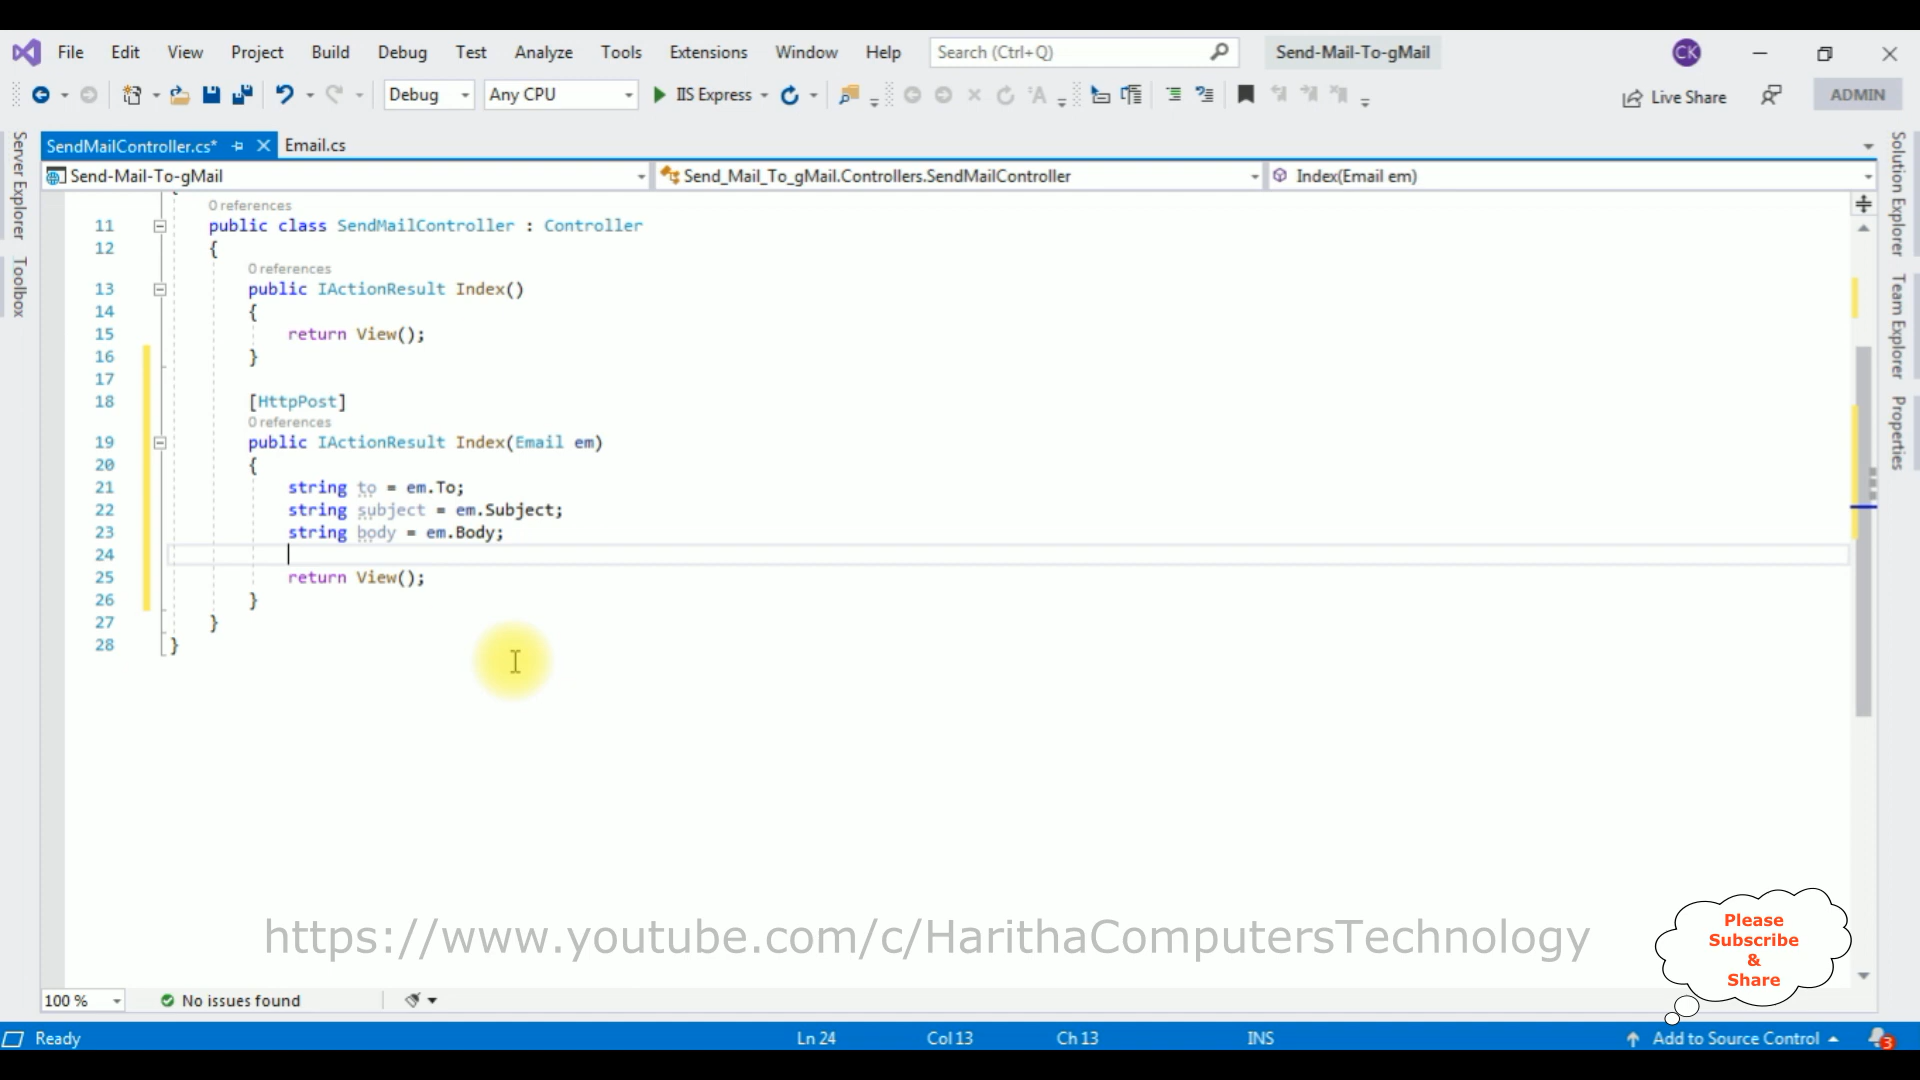 File Edit View Project Build Debug Test Analyze Tools Extensions Window Help Search (Ctrl+Q) Send-Mail-To-gMail CK
Debug Any CPU IIS Express Live Share ADMIN
SendMailController.cs* Email.cs
Send-Mail-To-gMail Send_Mail_To_gMail.Controllers.SendMailController Index(Email em)
Server Explorer
Toolbox
0 references
11 public class SendMailController : Controller
12 {
0 references
13 public IActionResult Index()
14 {
15 return View();
16 }
17
18 [HttpPost]
0 references
19 public IActionResult Index(Email em)
20 {
21 string to = em.To;
22 string subject = em.Subject;
23 string body = em.Body;
24
25 return View();
26 }
27 }
28 }
Solution Explorer
Team Explorer
Properties
https://www.youtube.com/c/HarithaComputersTechnology
Please
Subscribe
&
Share
100 % No issues found
Ready Ln 24 Col 13 Ch 13 INS Add to Source Control 3